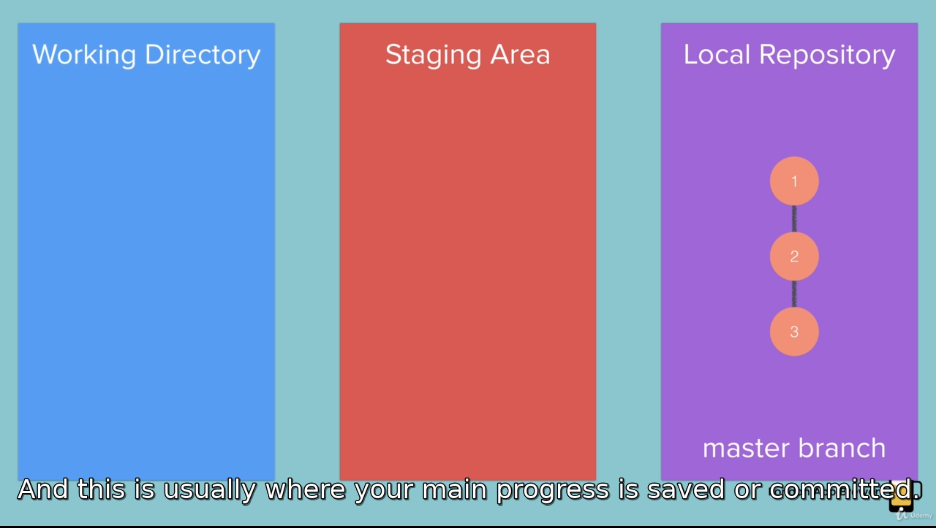 Working Directory
Staging Area
Local Repository
1
2
3
master branch
And this is usually where your main progress is saved or committed.
Udemy